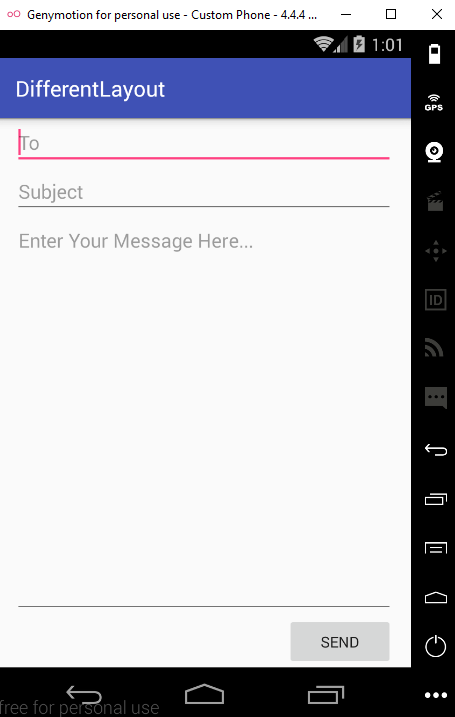 Genymotion for personal use - Custom Phone - 4.4.4 ...
1:01
DifferentLayout
GPS
To
Subject
Enter Your Message Here...
ID
SEND
free for personal use